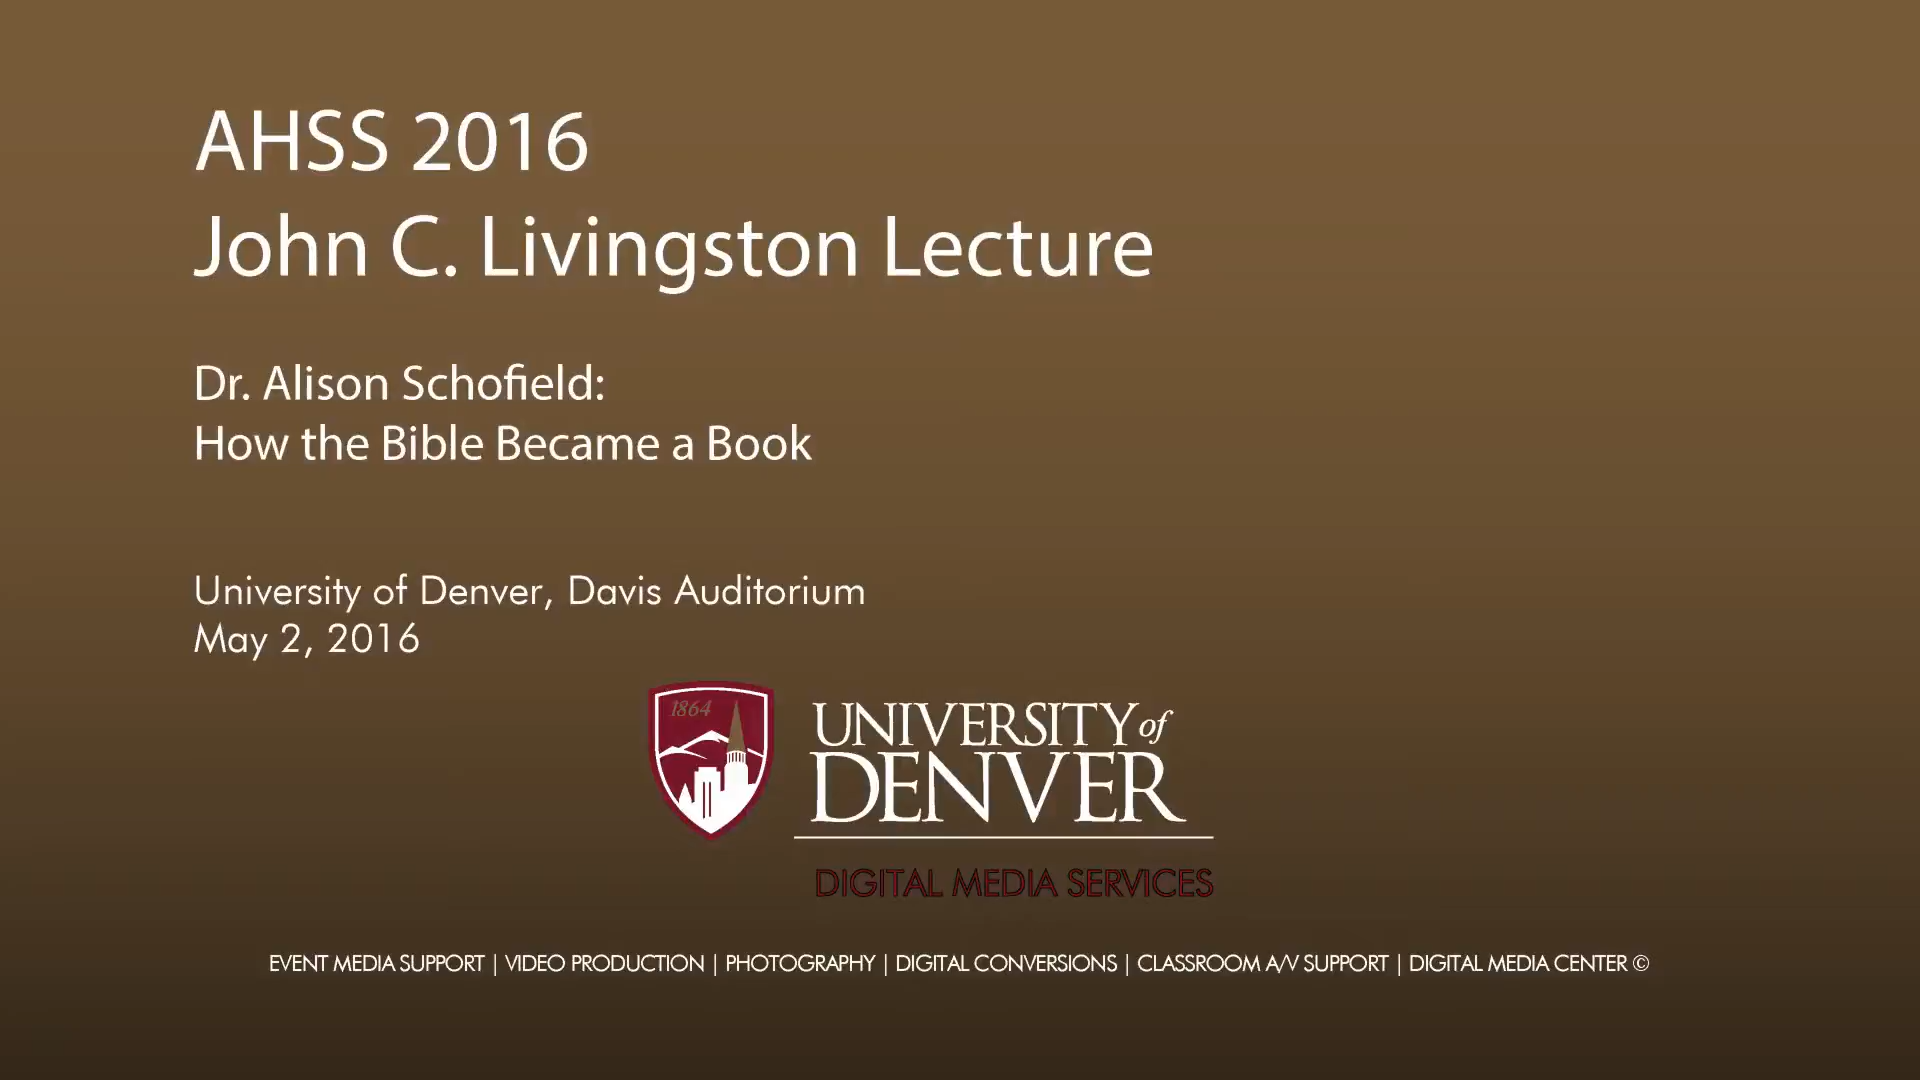 AHSS 2016
John C. Livingston Lecture
Dr. Alison Schofield:
How the Bible Became a Book
University of Denver, Davis Auditorium
May 2, 2016
1864
UNIVERSITY of
DENVER
DIGITAL MEDIA SERVICES
EVENT MEDIA SUPPORT | VIDEO PRODUCTION | PHOTOGRAPHY | DIGITAL CONVERSIONS | CLASSROOM A/V SUPPORT | DIGITAL MEDIA CENTER ©